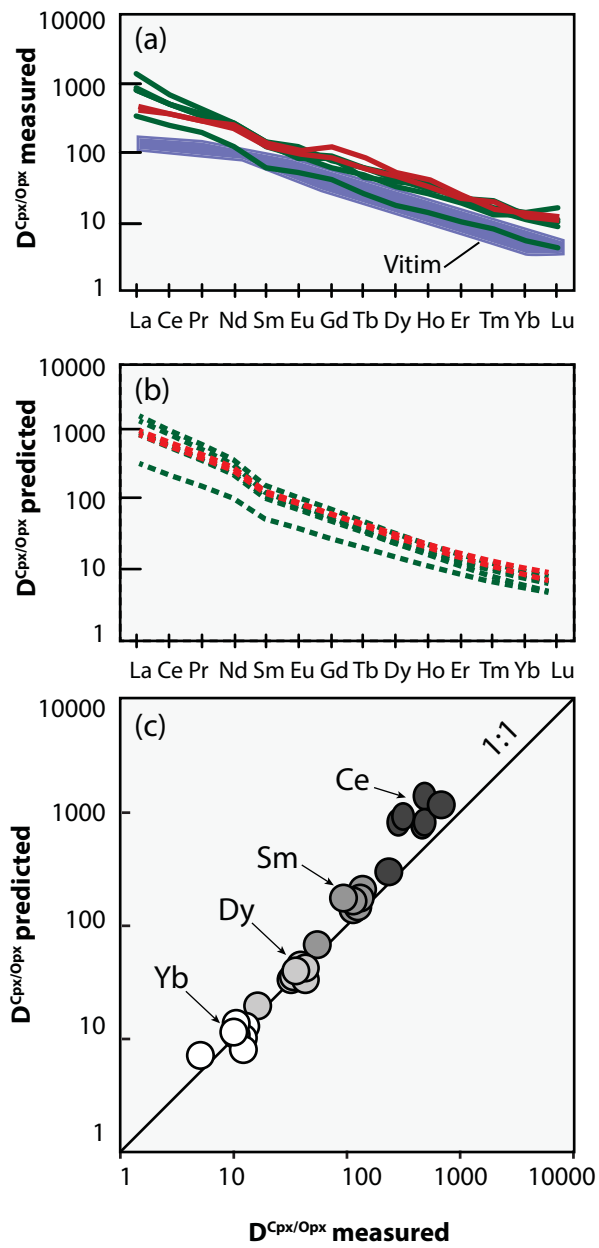 (a)
10000
1000
100
10
1
D^Cpx/Opx measured
Vitim
La Ce Pr Nd Sm Eu Gd Tb Dy Ho Er Tm Yb Lu
(b)
10000
1000
100
10
1
D^Cpx/Opx predicted
La Ce Pr Nd Sm Eu Gd Tb Dy Ho Er Tm Yb Lu
(c)
10000
1000
100
10
1
D^Cpx/Opx predicted
1:1
Ce
Sm
Dy
Yb
1 10 100 1000 10000
D^Cpx/Opx measured